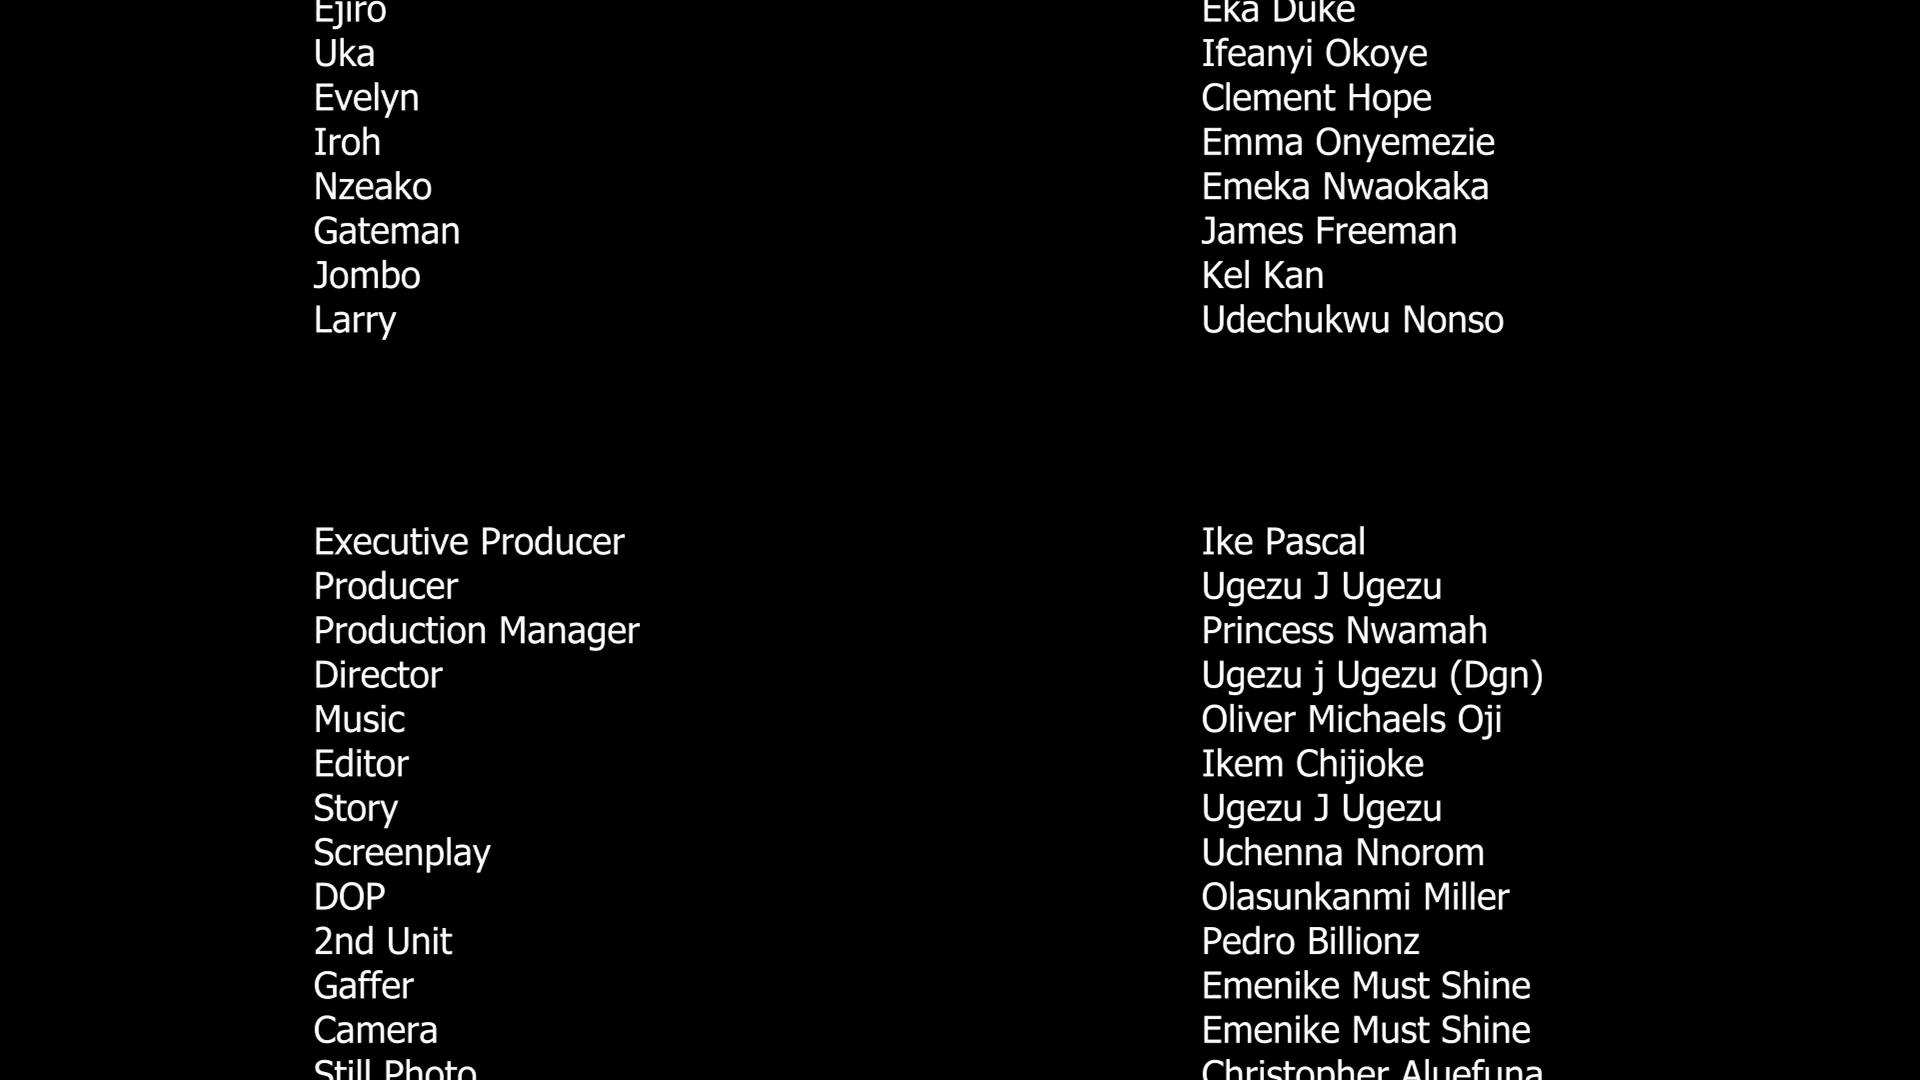 Ejiro Eka Duke
Uka Ifeanyi Okoye
Evelyn Clement Hope
Iroh Emma Onyemezie
Nzeako Emeka Nwaokaka
Gateman James Freeman
Jombo Kel Kan
Larry Udechukwu Nonso
Executive Producer Ike Pascal
Producer Ugezu J Ugezu
Production Manager Princess Nwamah
Director Ugezu j Ugezu (Dgn)
Music Oliver Michaels Oji
Editor Ikem Chijioke
Story Ugezu J Ugezu
Screenplay Uchenna Nnorom
DOP Olasunkanmi Miller
2nd Unit Pedro Billionz
Gaffer Emenike Must Shine
Camera Emenike Must Shine
Still Photo Christopher Aluefuna